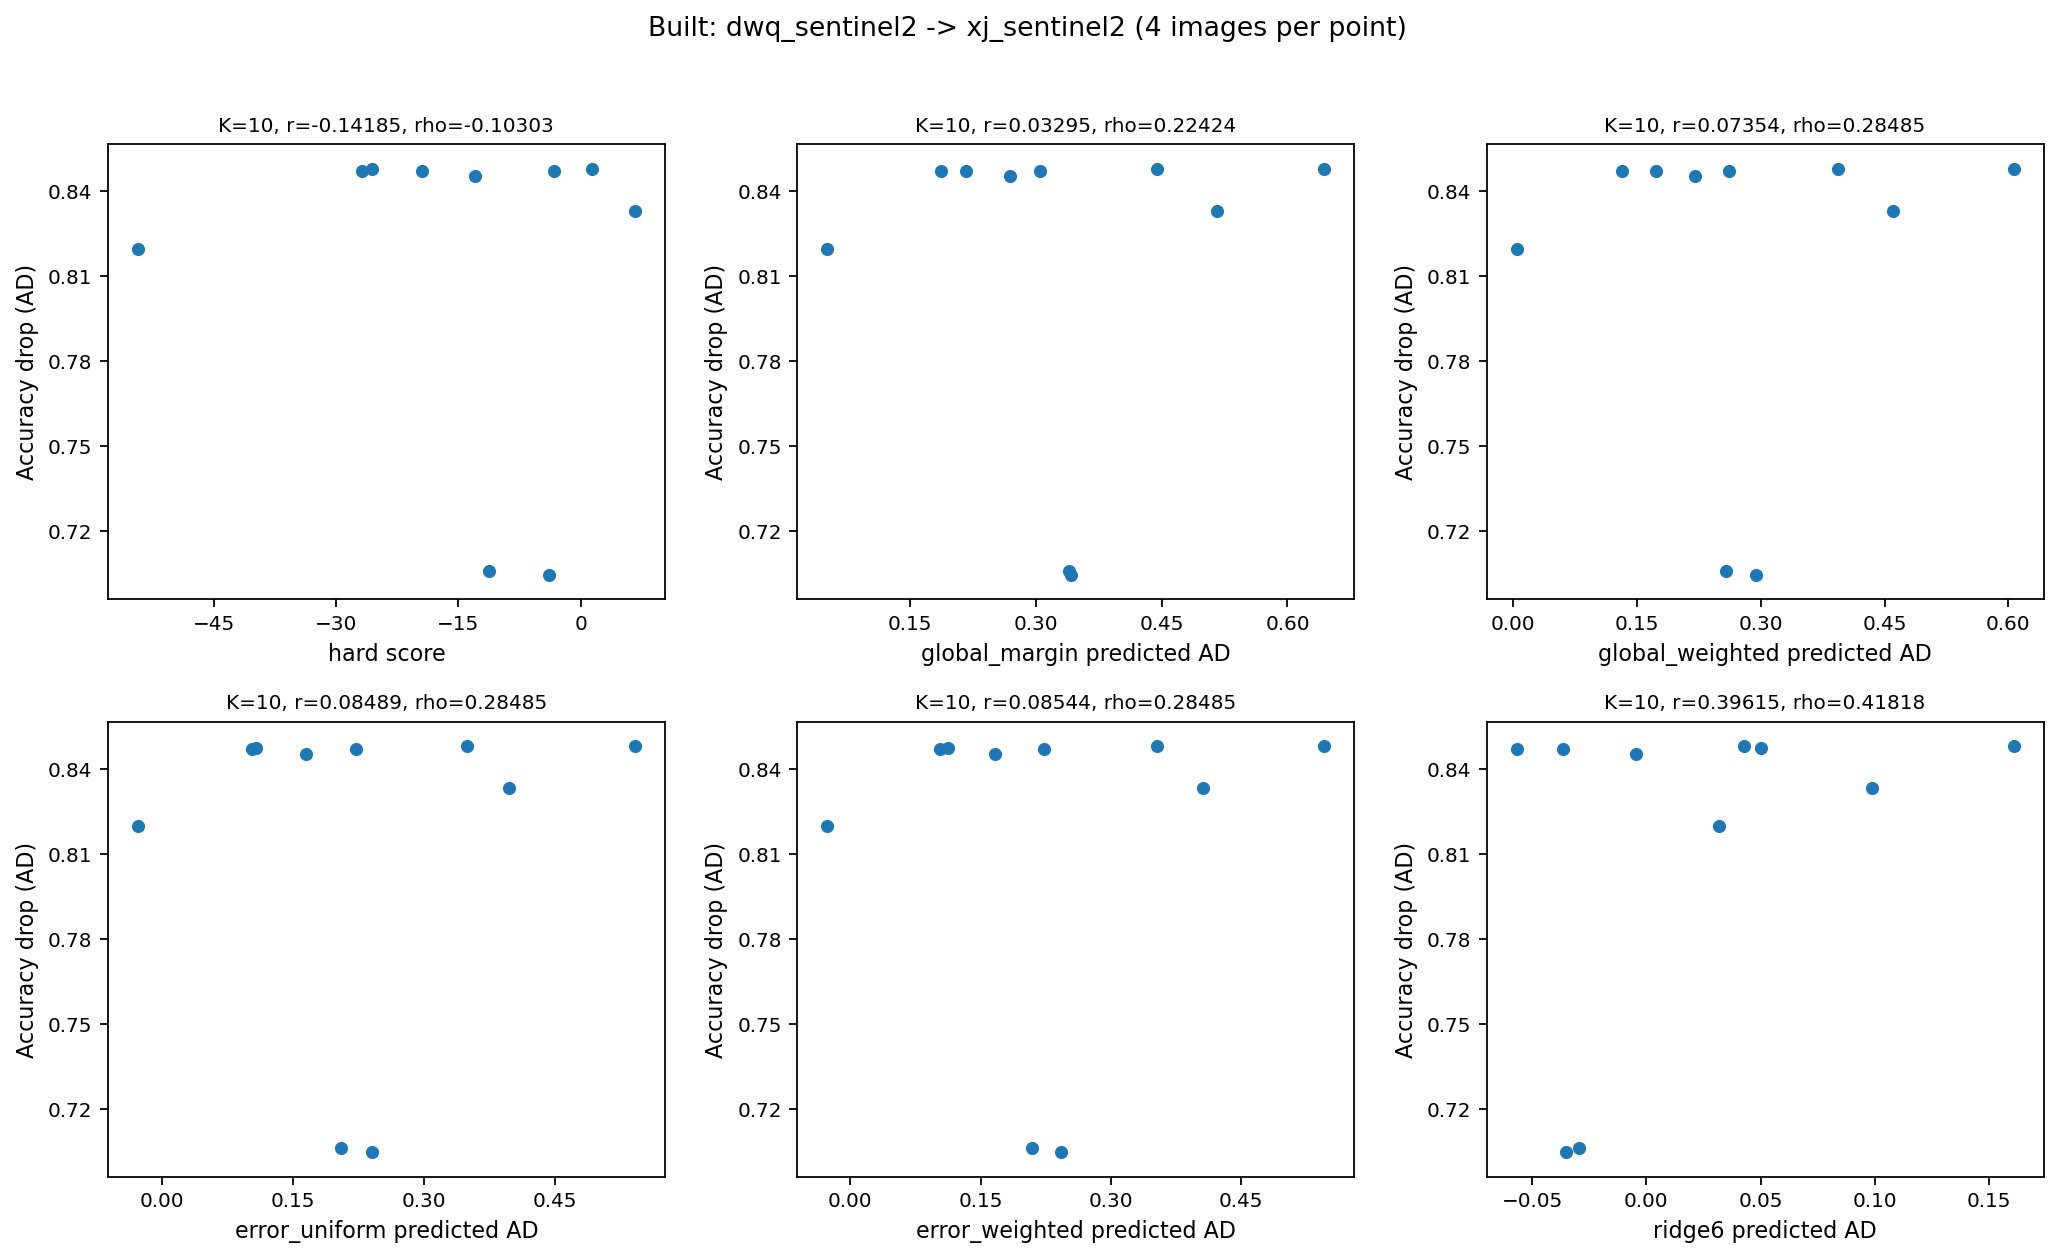 Built: dwq_sentinel2 -> xj_sentinel2 (4 images per point)
K=10, r=-0.14185, rho=-0.10303
Accuracy drop (AD)
0.84
0.81
0.78
0.75
0.72
−45 −30 −15 0
hard score
K=10, r=0.03295, rho=0.22424
Accuracy drop (AD)
0.84
0.81
0.78
0.75
0.72
0.15 0.30 0.45 0.60
global_margin predicted AD
K=10, r=0.07354, rho=0.28485
Accuracy drop (AD)
0.84
0.81
0.78
0.75
0.72
0.00 0.15 0.30 0.45 0.60
global_weighted predicted AD
K=10, r=0.08489, rho=0.28485
Accuracy drop (AD)
0.84
0.81
0.78
0.75
0.72
0.00 0.15 0.30 0.45
error_uniform predicted AD
K=10, r=0.08544, rho=0.28485
Accuracy drop (AD)
0.84
0.81
0.78
0.75
0.72
0.00 0.15 0.30 0.45
error_weighted predicted AD
K=10, r=0.39615, rho=0.41818
Accuracy drop (AD)
0.84
0.81
0.78
0.75
0.72
−0.05 0.00 0.05 0.10 0.15
ridge6 predicted AD